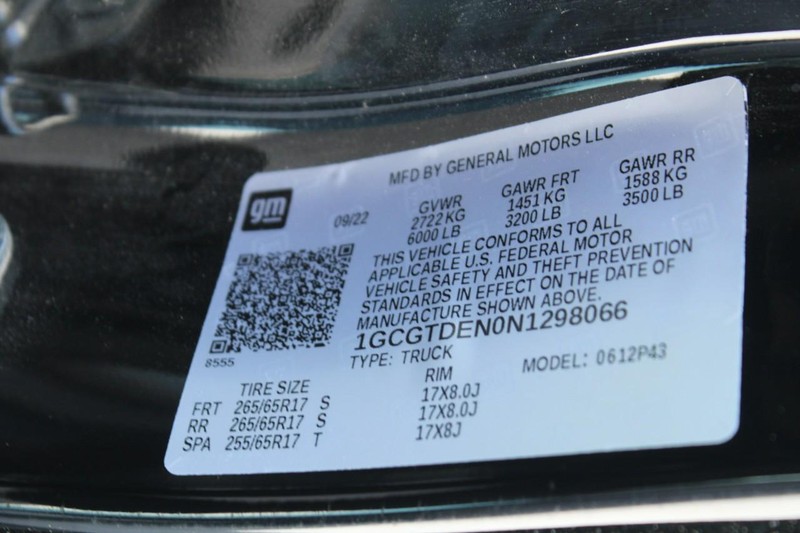 MFD BY GENERAL MOTORS LLC
gm
09/22
GVWR GAWR FRT GAWR RR
2722 KG 1451 KG 1588 KG
6000 LB 3200 LB 3500 LB
THIS VEHICLE CONFORMS TO ALL
APPLICABLE U.S. FEDERAL MOTOR
VEHICLE SAFETY AND THEFT PREVENTION
STANDARDS IN EFFECT ON THE DATE OF
MANUFACTURE SHOWN ABOVE.
1GCGTDEN0N1298066
8555
TYPE: TRUCK MODEL: 0612P43
TIRE SIZE RIM
FRT 265/65R17 S 17X8.0J
RR 265/65R17 S 17X8.0J
SPA 255/65R17 T 17X8J